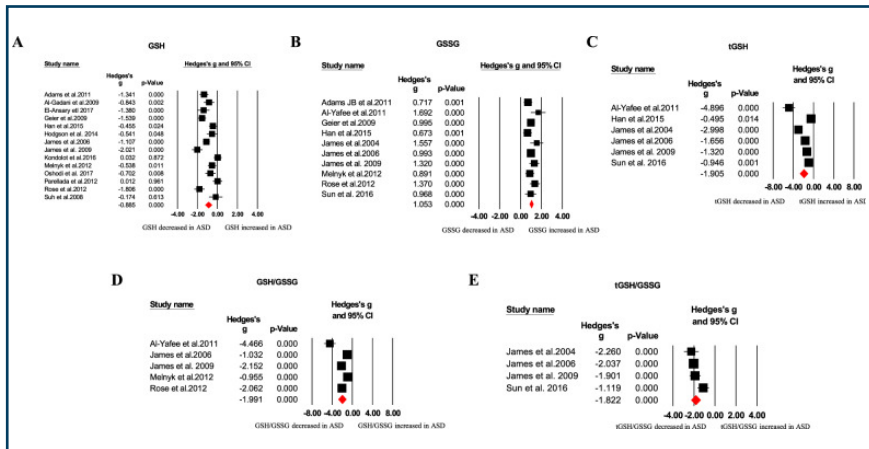 A
GSH
Study name
Hedges's g and 95% CI
Hedges's
g
p-Value
Adams et al.2011 -1.341 0.000
Al-Gadani et al.2009 -0.843 0.002
El-Ansary etl 2017 -1.380 0.000
Geier et al.2009 -1.539 0.000
Han et al.2015 -0.455 0.024
Hodgson et al. 2014 -0.541 0.048
James et al.2006 -1.107 0.000
James et al. 2009 -2.021 0.000
Kondolot et al.2016 0.032 0.872
Melnyk et al.2012 -0.538 0.011
Oshodi et al. 2017 -0.702 0.008
Parellada et al.2012 0.012 0.961
Rose et al.2012 -1.806 0.000
Suh et al.2008 -0.174 0.613
-0.885 0.000
-4.00 -2.00 0.00 2.00 4.00
GSH decreased in ASD GSH increased in ASD
B
GSSG
Study name
Hedges's g and 95% CI
Hedges's
g p-Value
Adams JB et al.2011 0.717 0.001
Al-Yafee et al.2011 1.692 0.000
Geier et al.2009 0.995 0.000
Han et al.2015 0.673 0.001
James et al.2004 1.557 0.000
James et al.2006 0.993 0.000
James et al.2009 1.320 0.000
Melnyk et al.2012 0.891 0.000
Rose et al.2012 1.370 0.000
Sun et al. 2016 0.968 0.000
1.053 0.000
-4.00 -2.00 0.00 2.00 4.00
GSSG decreased in ASD GSSG increased in ASD
C
tGSH
Study name
Hedges's
g p-Value
Hedges's g
and 95% CI
Al-Yafee et al.2011 -4.896 0.000
Han et al.2015 -0.495 0.014
James et al.2004 -2.998 0.000
James et al.2006 -1.656 0.000
James et al. 2009 -1.320 0.000
Sun et al. 2016 -0.946 0.001
-1.905 0.000
-8.00 -4.00 0.00 4.00 8.00
tGSH decreased in ASD tGSH increased in ASI
D
GSH/GSSG
Study name
Hedges's
g p-Value
Hedges's g
and 95% CI
Al-Yafee et al.2011 -4.466 0.000
James et al.2006 -1.032 0.000
James et al. 2009 -2.152 0.000
Melnyk et al.2012 -0.955 0.000
Rose et al.2012 -2.062 0.000
-1.991 0.000
-8.00 -4.00 0.00 4.00 8.00
GSH/GSSG decreased in ASD GSH/GSSG increased in ASD
E
tGSH/GSSG
Study name
Hedges's
g p-Value
Hedges's g
and 95% CI
James et al.2004 -2.260 0.000
James et al.2006 -2.037 0.000
James et al. 2009 -1.901 0.000
Sun et al. 2016 -1.119 0.000
-1.822 0.000
-4.00 -2.00 0.00 2.00 4.00
tGSH/GSSG decreased in ASD tGSH/GSSG increased in ASD